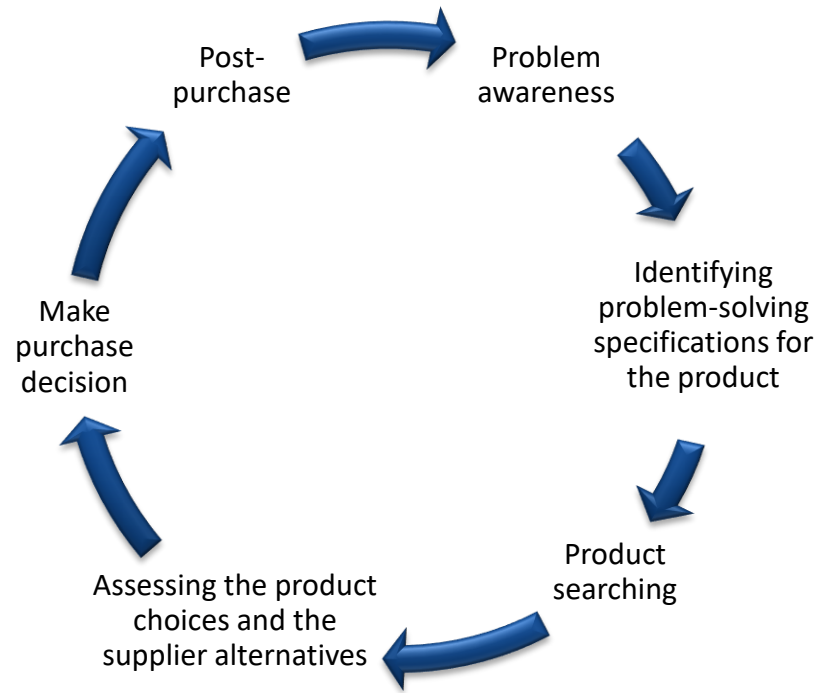 Post-
purchase
Problem
awareness
Identifying
problem-solving
specifications for
the product
Product
searching
Assessing the product
choices and the
supplier alternatives
Make
purchase
decision